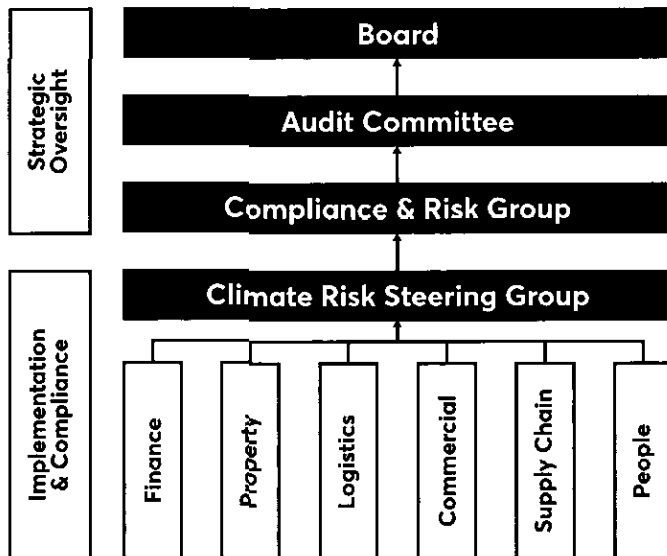 Strategic
Oversight
Board
Audit Committee
Compliance & Risk Group
Implementation
& Compliance
Climate Risk Steering Group
Finance
Property
Logistics
Commercial
Supply Chain
People